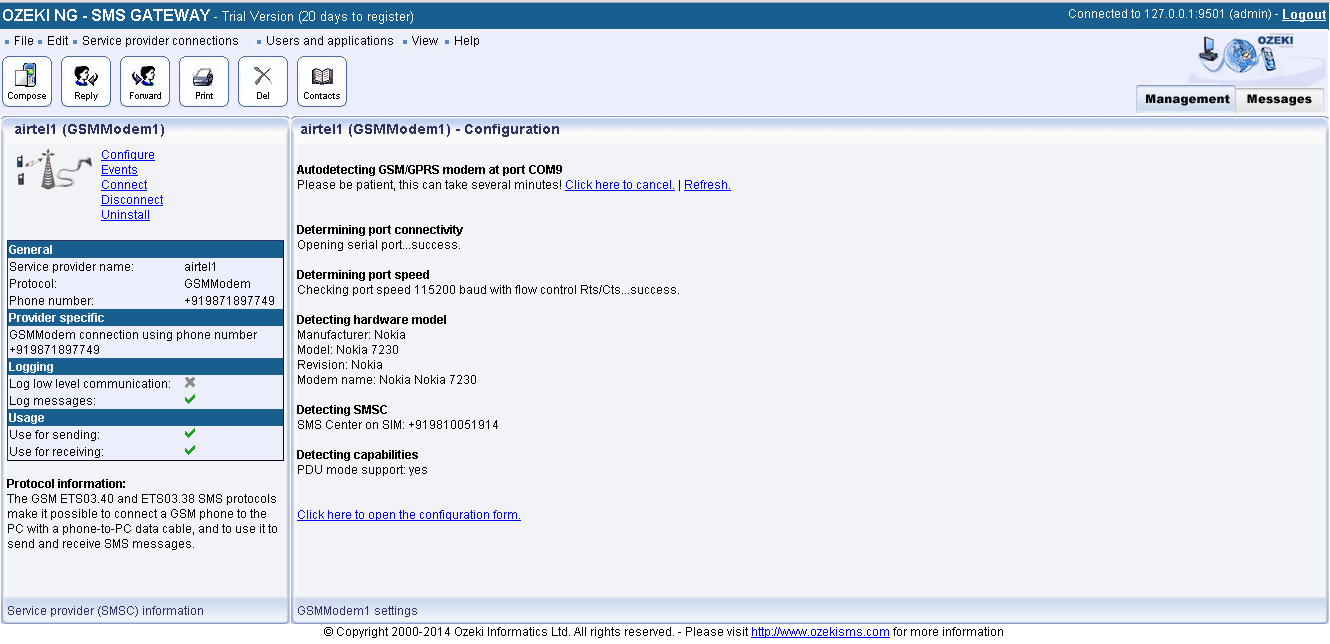 OZEKI NG - SMS GATEWAY - Trial Version (20 days to register)
Connected to 127.0.0.1:9501 (admin) - Logout
File Edit Service provider connections Users and applications View Help
OZEKI
Compose Reply Forward Print Del Contacts
Management Messages
airtel1 (GSMModem1)
Configure
Events
Connect
Disconnect
Uninstall
General
Service provider name: airtel1
Protocol: GSMModem
Phone number: +919871897749
Provider specific
GSMModem connection using phone number
+919871897749
Logging
Log low level communication:
Log messages:
Usage
Use for sending:
Use for receiving:
Protocol information:
The GSM ETS03.40 and ETS03.38 SMS protocols
make it possible to connect a GSM phone to the
PC with a phone-to-PC data cable, and to use it to
send and receive SMS messages.
Service provider (SMSC) information
airtel1 (GSMModem1) - Configuration
Autodetecting GSM/GPRS modem at port COM9
Please be patient, this can take several minutes! Click here to cancel. | Refresh.
Determining port connectivity
Opening serial port...success.
Determining port speed
Checking port speed 115200 baud with flow control Rts/Cts...success.
Detecting hardware model
Manufacturer: Nokia
Model: Nokia 7230
Revision: Nokia
Modem name: Nokia Nokia 7230
Detecting SMSC
SMS Center on SIM: +919810051914
Detecting capabilities
PDU mode support: yes
Click here to open the configuration form.
GSMModem1 settings
© Copyright 2000-2014 Ozeki Informatics Ltd. All rights reserved. - Please visit http://www.ozekisms.com for more information